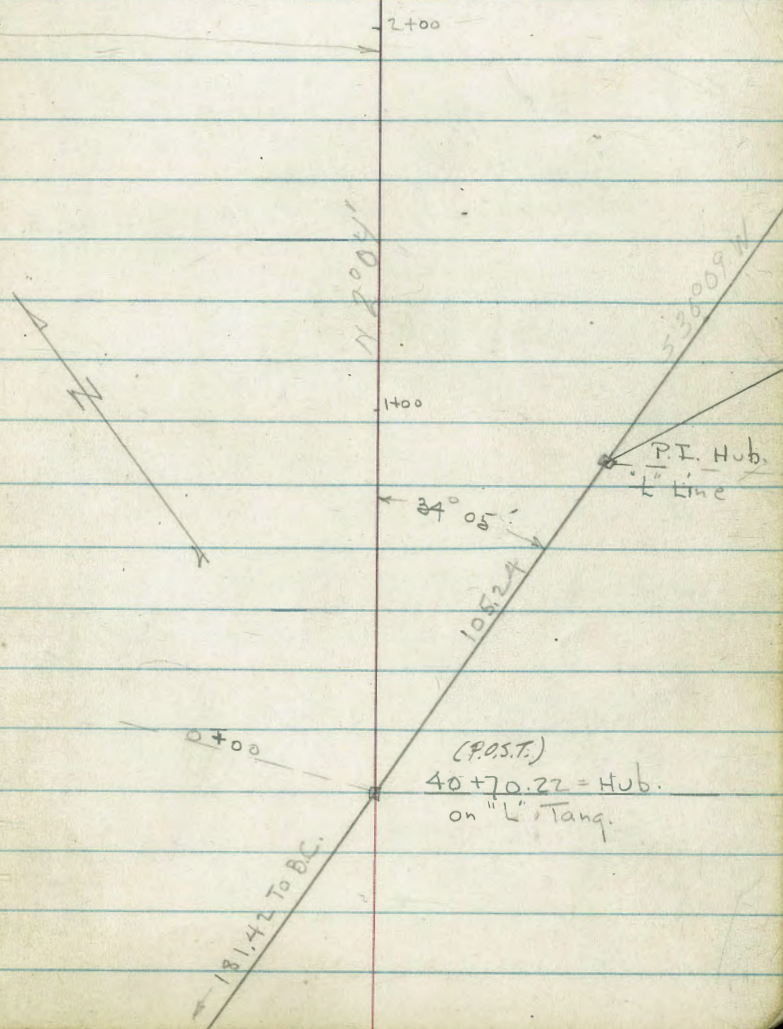 2+00
N 2°04'
S 36°09' W
N
1+00
P.I. Hub.
"L" Line
34° 05'
105.24
0+00
(P.O.S.T.)
40+70.22 = Hub.
on "L" Tang.
181.42 To B.C.